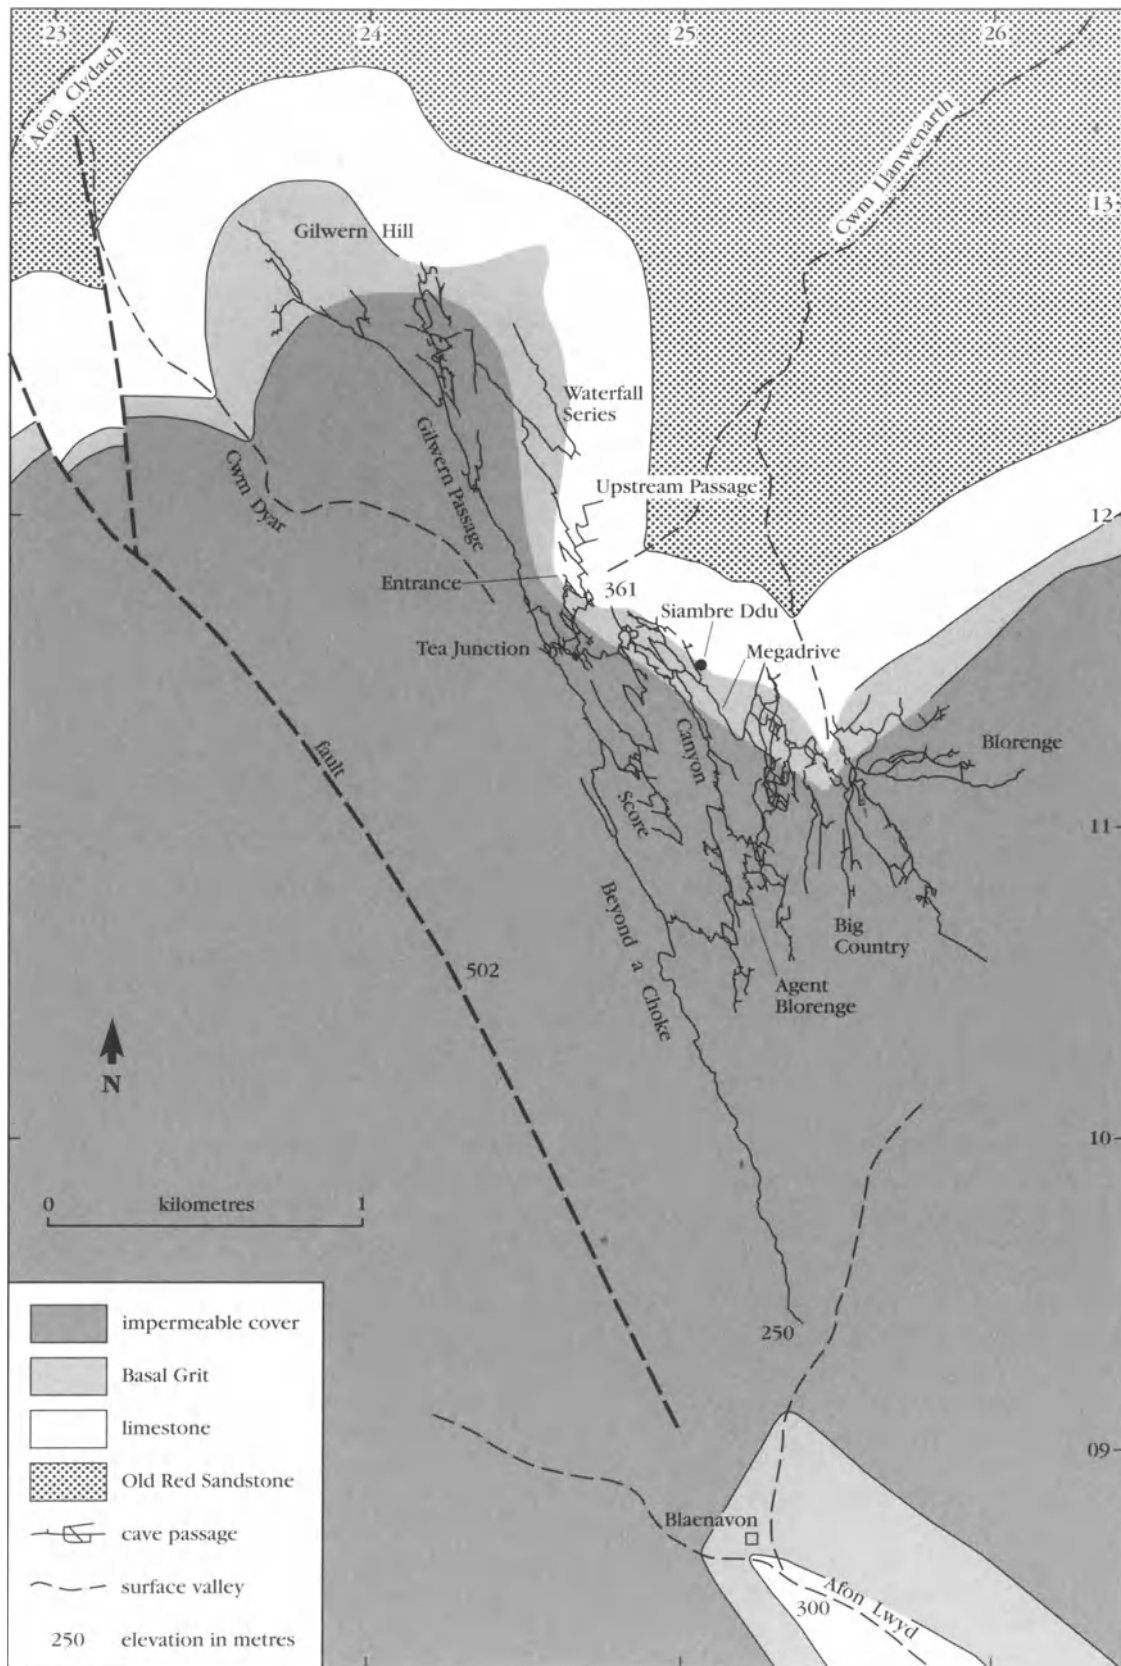 23
24
25
26
Afon Clydach
Cwm Llanwenarth
13
Gilwern Hill
Waterfall
Series
Gilwern Passage
Upstream Passage
12
Cwm Dyar
Entrance
361
Siambre Ddu
Tea Junction
Megadrive
Canyon
Blorenge
fault
Score
11
Beyond a Choke
Big
Country
502
Agent
Blorenge
N
10
0 kilometres 1
250
impermeable cover
Basal Grit
limestone
Old Red Sandstone
cave passage
surface valley
250 elevation in metres
09
Blaenavon
Afon Lwyd
300